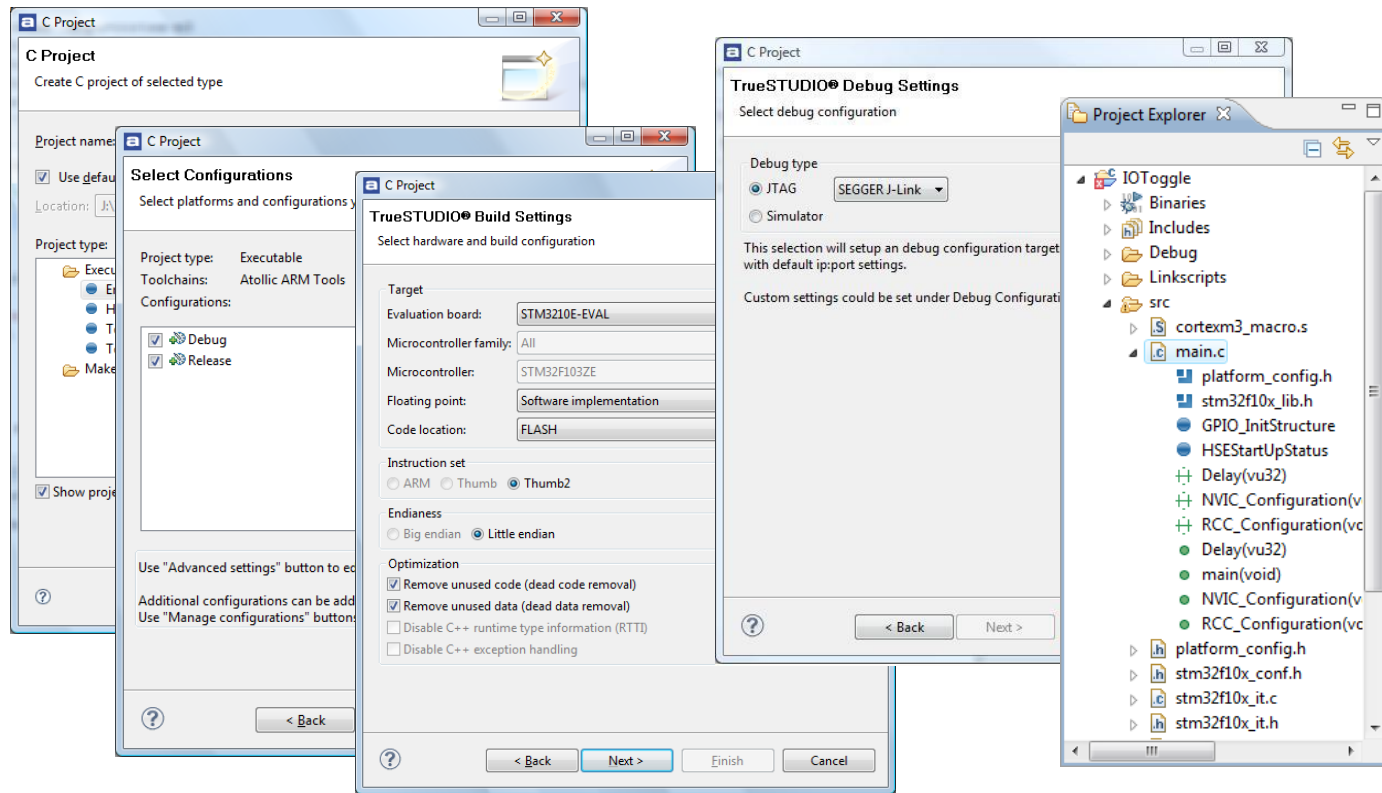 C Project
C Project
Create C project of selected type
Project name:
Use defau
Location: J:\
Project type:
Execu
Make
Show proje
C Project
Select Configurations
Select platforms and configurations y
Project type: Executable
Toolchains: Atollic ARM Tools
Configurations:
Debug
Release
Use "Advanced settings" button to ed
Additional configurations can be add
Use "Manage configurations" buttons
< Back
C Project
TrueSTUDIO® Build Settings
Select hardware and build configuration
Target
Evaluation board: STM3210E-EVAL
Microcontroller family: All
Microcontroller: STM32F103ZE
Floating point: Software implementation
Code location: FLASH
Instruction set
ARM Thumb Thumb2
Endianess
Big endian Little endian
Optimization
Remove unused code (dead code removal)
Remove unused data (dead data removal)
Disable C++ runtime type information (RTTI)
Disable C++ exception handling
< Back Next > Finish Cancel
C Project
TrueSTUDIO® Debug Settings
Select debug configuration
Debug type
JTAG SEGGER J-Link
Simulator
This selection will setup an debug configuration target
with default ip:port settings.
Custom settings could be set under Debug Configurati
< Back Next >
Project Explorer
IOToggle
Binaries
Includes
Debug
Linkscripts
src
cortexm3_macro.s
main.c
platform_config.h
stm32f10x_lib.h
GPIO_InitStructure
HSEStartUpStatus
Delay(vu32)
NVIC_Configuration(v
RCC_Configuration(vc
Delay(vu32)
main(void)
NVIC_Configuration(v
RCC_Configuration(vc
platform_config.h
stm32f10x_conf.h
stm32f10x_it.c
stm32f10x_it.h